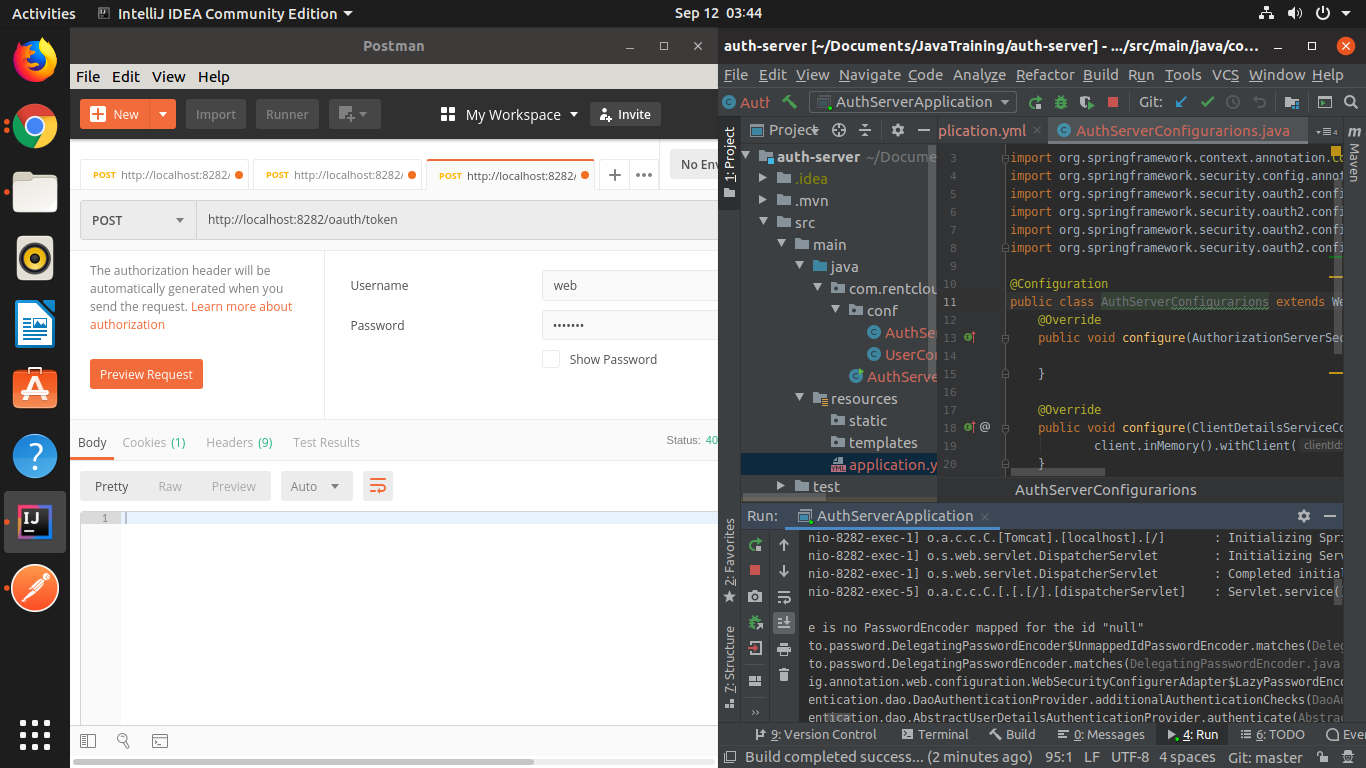 Activities
IntelliJ IDEA Community Edition
Sep 12 03:44
Postman
File Edit View Help
New
Import
Runner
My Workspace
Invite
POST http://localhost:8282/
POST http://localhost:8282/
POST http://localhost:8282/
No Env
POST
http://localhost:8282/oauth/token
The authorization header will be
automatically generated when you
send the request. Learn more about
authorization
Preview Request
Username
web
Password
•••••••
Show Password
Body
Cookies (1)
Headers (9)
Test Results
Status: 40
Pretty
Raw
Preview
Auto
1
auth-server [~/Documents/JavaTraining/auth-server] - .../src/main/java/co...
File Edit View Navigate Code Analyze Refactor Build Run Tools VCS Window Help
Auth
AuthServerApplication
Git:
1: Project
Project
plication.yml
AuthServerConfigurarions.java
4
m
Maven
auth-server ~/Docume
.idea
.mvn
src
main
java
com.rentclou
conf
AuthSe
UserCo
AuthServe
resources
static
templates
application.y
test
3 import org.springframework.context.annotation.Co
4 import org.springframework.security.config.annot
5 import org.springframework.security.oauth2.confi
6 import org.springframework.security.oauth2.confi
7 import org.springframework.security.oauth2.confi
8 import org.springframework.security.oauth2.confi
9
10 @Configuration
11 public class AuthServerConfigurarions extends We
12 @Override
13 public void configure(AuthorizationServerSec
14
15 }
16
17 @Override
18 @ public void configure(ClientDetailsServiceCo
19 client.inMemory().withClient( clientId:
20 }
AuthServerConfigurarions
Run:
AuthServerApplication
2: Favorites
7: Structure
nio-8282-exec-1] o.a.c.c.C.[Tomcat].[localhost].[/] : Initializing Spri
nio-8282-exec-1] o.s.web.servlet.DispatcherServlet : Initializing Serv
nio-8282-exec-1] o.s.web.servlet.DispatcherServlet : Completed initial
nio-8282-exec-5] o.a.c.c.C.[.[.[/].[dispatcherServlet] : Servlet.service()
e is no PasswordEncoder mapped for the id "null"
to.password.DelegatingPasswordEncoder$UnmappedIdPasswordEncoder.matches(Deleg
to.password.DelegatingPasswordEncoder.matches(DelegatingPasswordEncoder.java
ig.annotation.web.configuration.WebSecurityConfigurerAdapter$LazyPasswordEnco
entication.dao.DaoAuthenticationProvider.additionalAuthenticationChecks(DaoAu
entication.dao.AbstractUserDetailsAuthenticationProvider.authenticate(Abstrac
9: Version Control
Terminal
Build
0: Messages
4: Run
6: TODO
Even
Build completed success... (2 minutes ago)
95:1
LF
UTF-8
4 spaces
Git: master